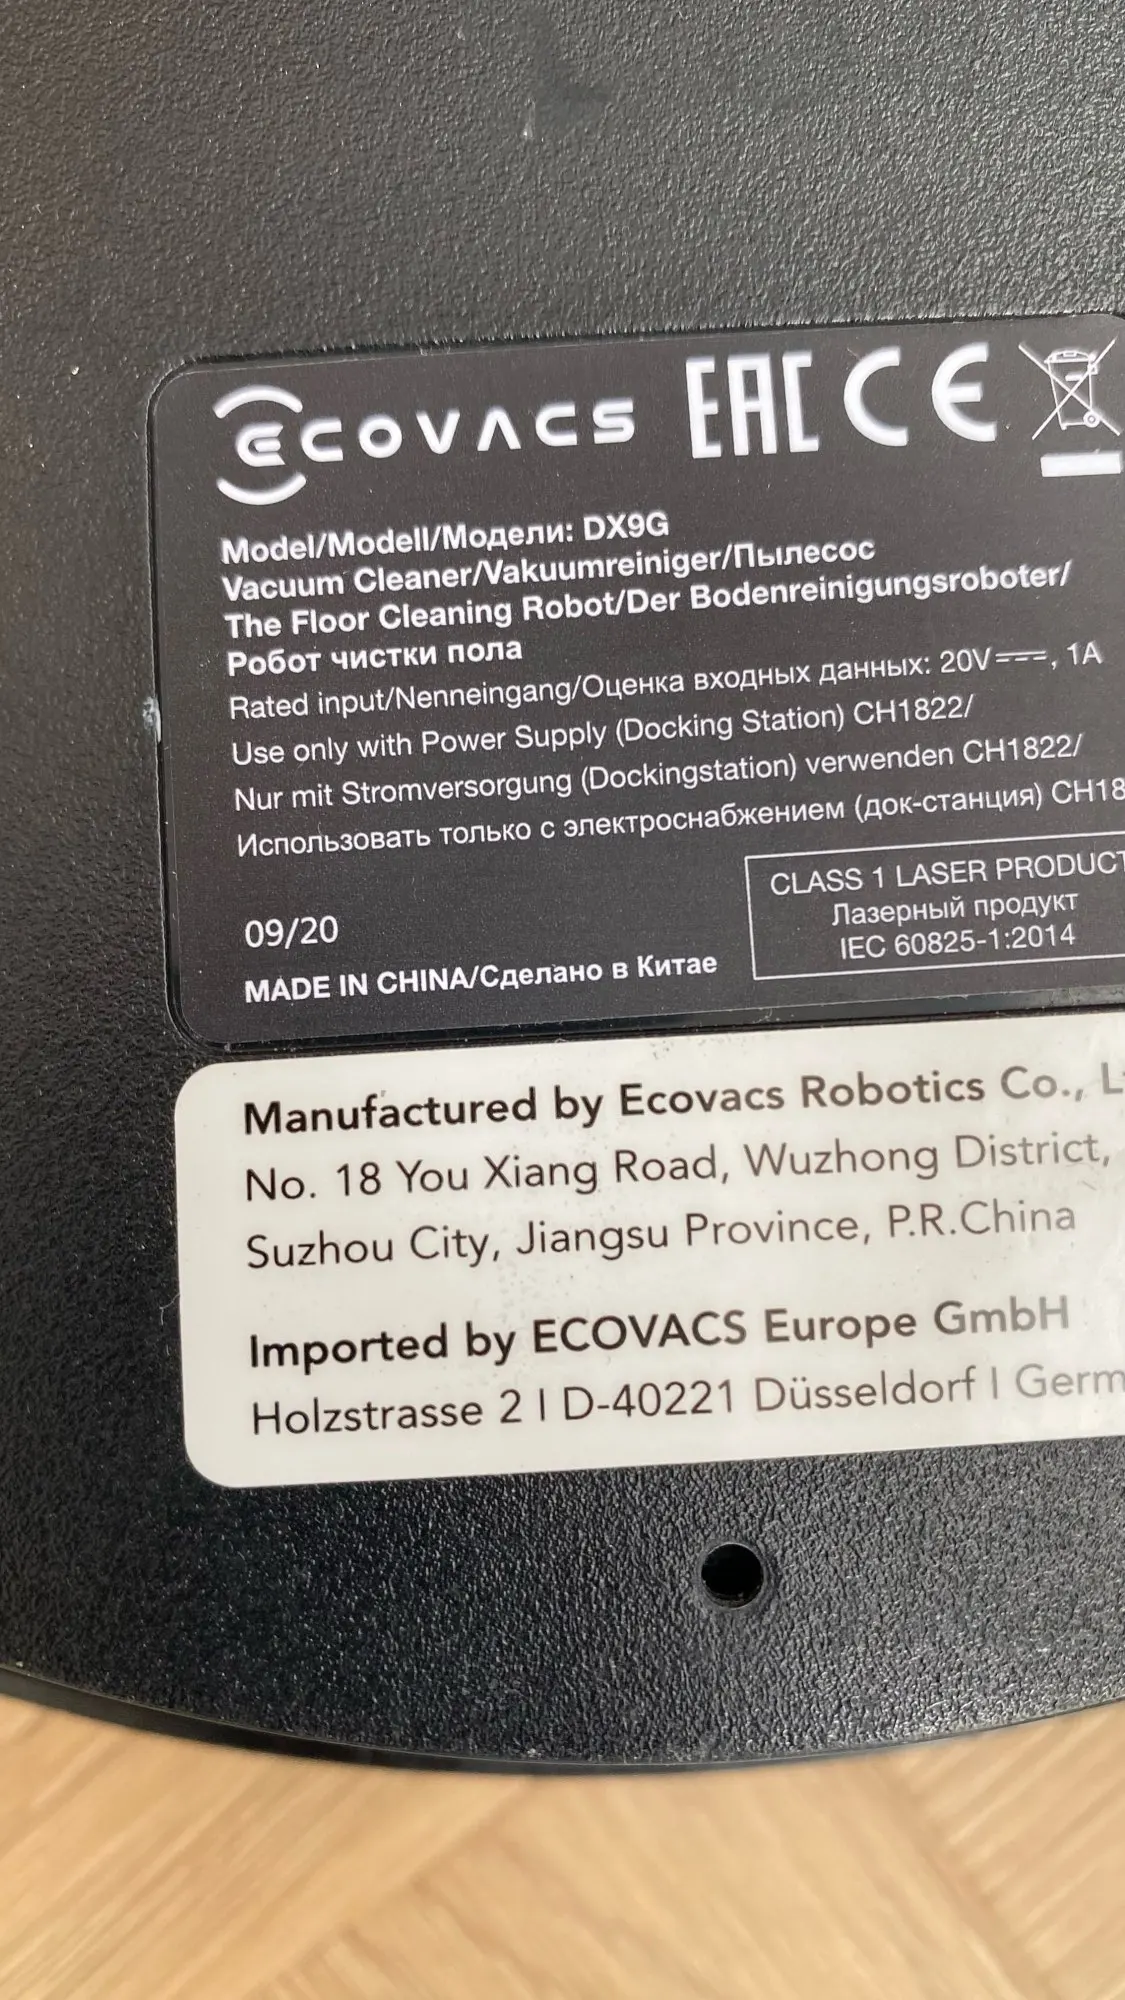 ECOVACS EAC CE
Model/Modell/Модели: DX9G
Vacuum Cleaner/Vakuumreiniger/Пылесос
The Floor Cleaning Robot/Der Bodenreinigungsroboter/
Робот чистки пола
Rated input/Nenneingang/Оценка входных данных: 20V⎓, 1A
Use only with Power Supply (Docking Station) CH1822/
Nur mit Stromversorgung (Dockingstation) verwenden CH1822/
Использовать только с электроснабжением (док-станция) CH18
CLASS 1 LASER PRODUCT
Лазерный продукт
IEC 60825-1:2014
09/20
MADE IN CHINA/Сделано в Китае
Manufactured by Ecovacs Robotics Co.,
No. 18 You Xiang Road, Wuzhong District,
Suzhou City, Jiangsu Province, P.R.China
Imported by ECOVACS Europe GmbH
Holzstrasse 2 I D-40221 Düsseldorf I Germ